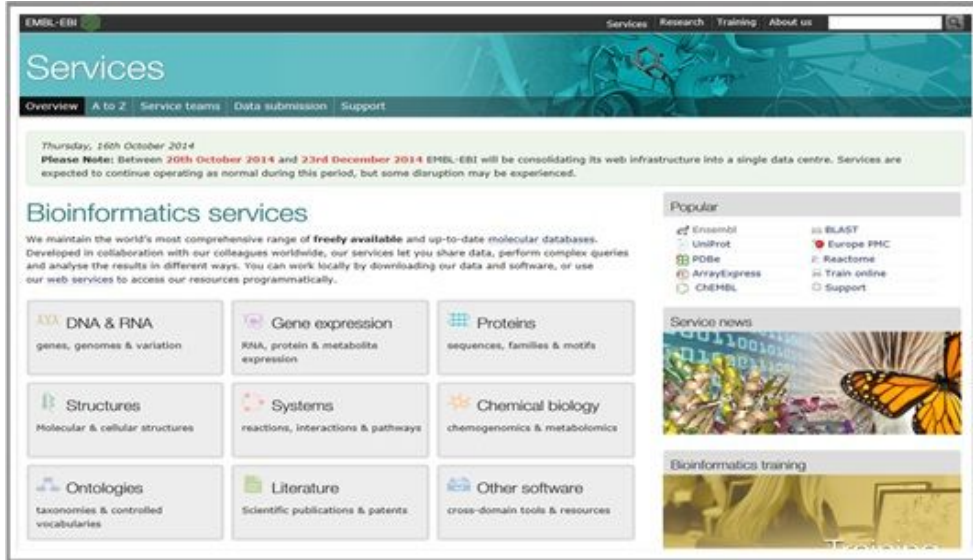 EMBL-EBI
Services Research Training About us
Services
Overview A to Z Service teams Data submission Support
Thursday, 16th October 2014
Please Note: Between 20th October 2014 and 23rd December 2014 EMBL-EBI will be consolidating its web infrastructure into a single data centre. Services are
expected to continue operating as normal during this period, but some disruption may be experienced.
Bioinformatics services
We maintain the world's most comprehensive range of freely available and up-to-date molecular databases.
Developed in collaboration with our colleagues worldwide, our services let you share data, perform complex queries
and analyse the results in different ways. You can work locally by downloading our data and software, or use
our web services to access our resources programmatically.
DNA & RNA
genes, genomes & variation
Gene expression
RNA, protein & metabolite
expression
Proteins
sequences, families & motifs
Structures
Molecular & cellular structures
Systems
reactions, interactions & pathways
Chemical biology
chemogenomics & metabolomics
Ontologies
taxonomies & controlled
vocabularies
Literature
Scientific publications & patents
Other software
cross-domain tools & resources
Popular
Ensembl BLAST
UniProt Europe PMC
PDBe Reactome
ArrayExpress Train online
ChEMBL Support
Service news
Bioinformatics training
Training